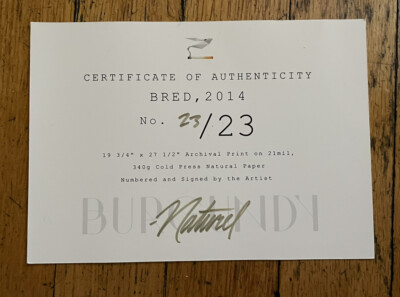 CERTIFICATE OF AUTHENTICITY
BRED, 2014
No. 23/23
19 3/4" x 27 1/2" Archival Print on 21mil,
340g Cold Press Natural Paper
Numbered and Signed by the Artist
BURGUNDY
-Naturel